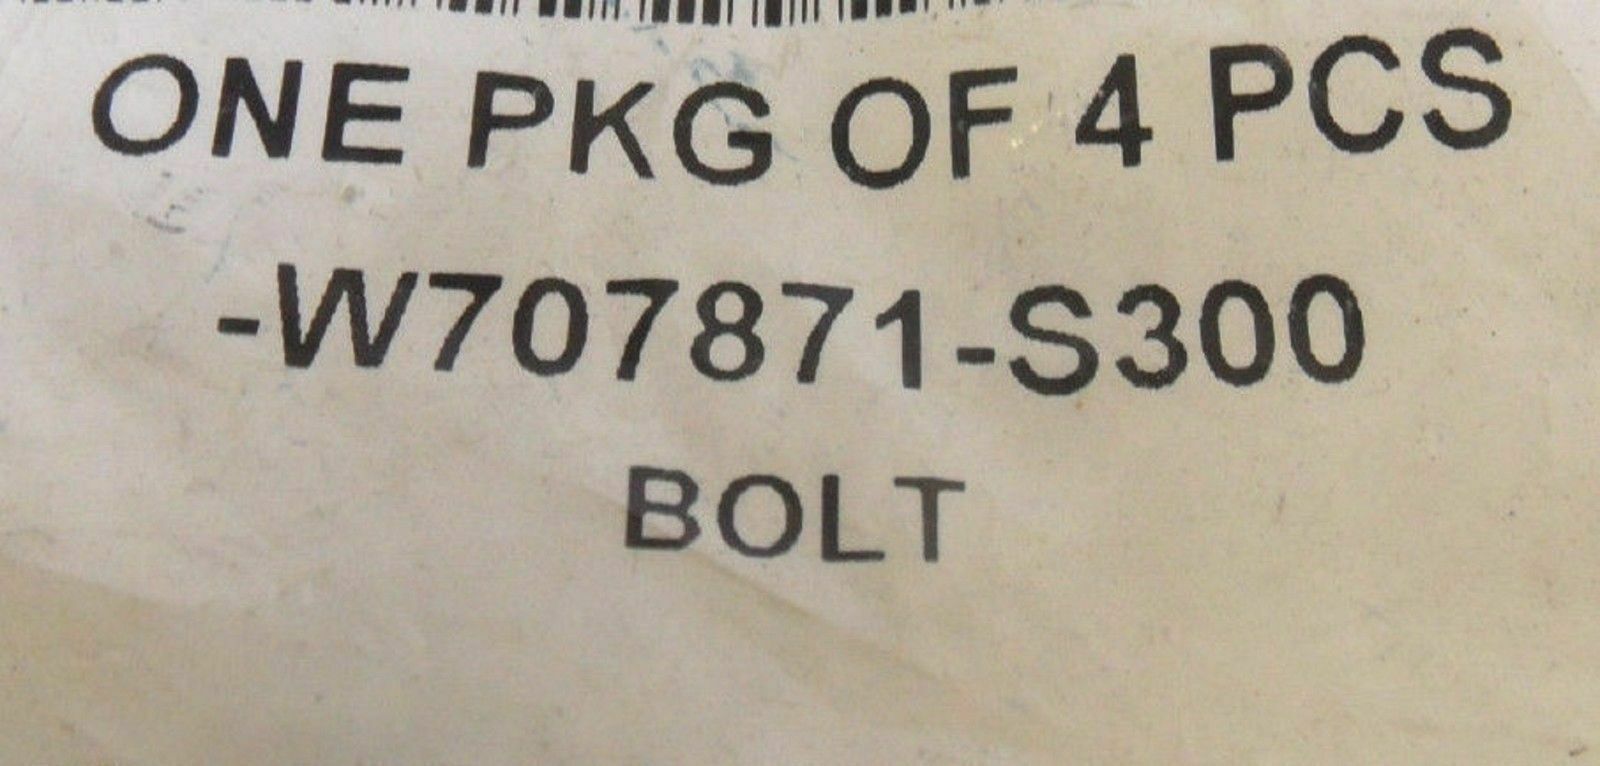 ONE PKG OF 4 PCS
-W707871-S300
BOLT